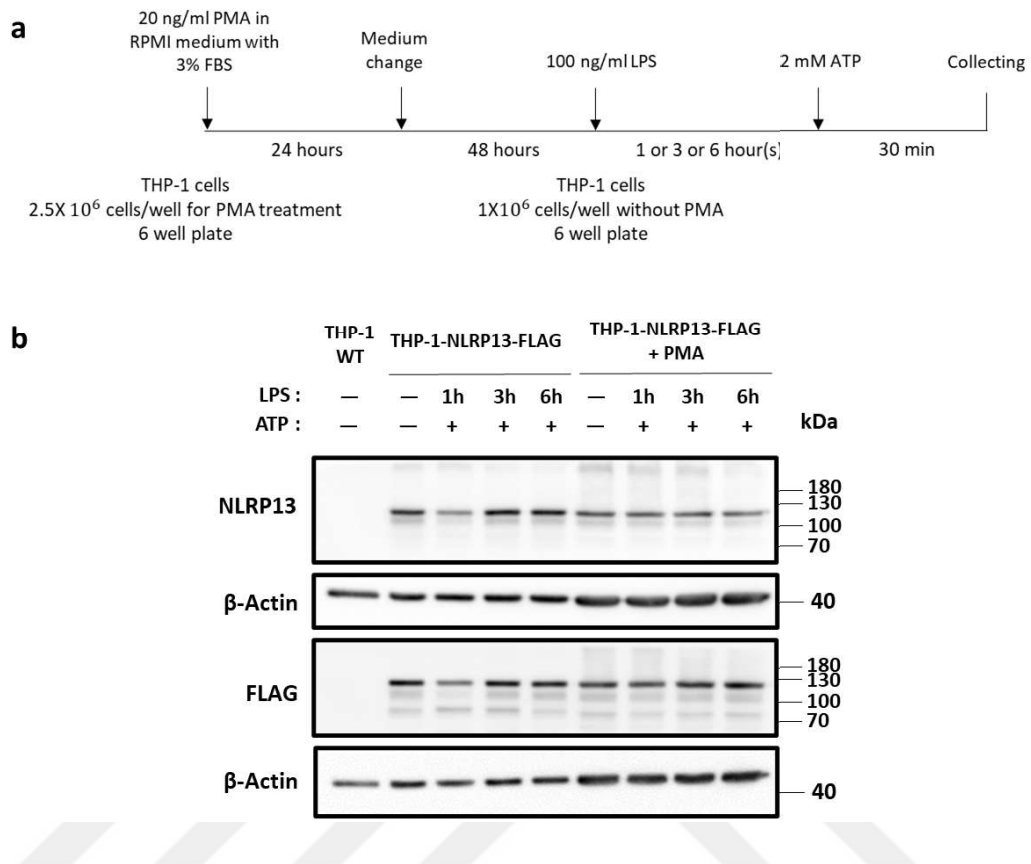 a
20 ng/ml PMA in
RPMI medium with
3% FBS
Medium
change
100 ng/ml LPS
2 mM ATP
Collecting
24 hours
48 hours
1 or 3 or 6 hour(s)
30 min
THP-1 cells
2.5X 10⁶ cells/well for PMA treatment
6 well plate
THP-1 cells
1X10⁶ cells/well without PMA
6 well plate
b
THP-1
WT
THP-1-NLRP13-FLAG
THP-1-NLRP13-FLAG
+ PMA
LPS : — — 1h 3h 6h — 1h 3h 6h
ATP : — — + + + — + + + kDa
NLRP13
180
130
100
70
β-Actin
40
FLAG
180
130
100
70
β-Actin
40